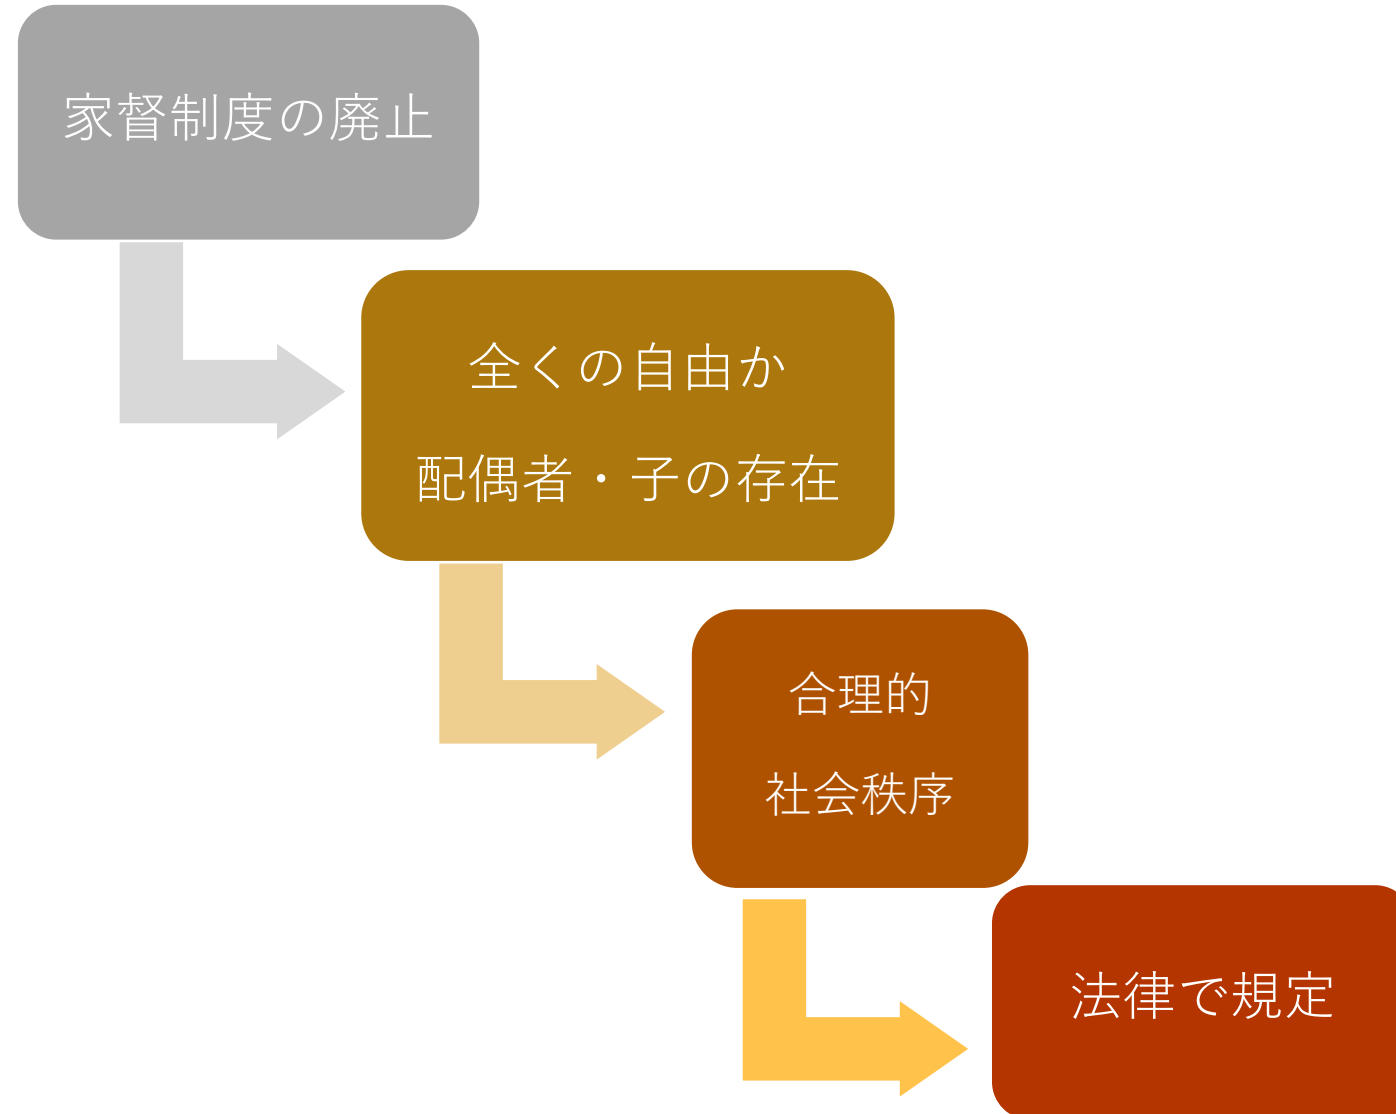 家督制度の廃止
全くの自由か
配偶者・子の存在
合理的
社会秩序
法律で規定